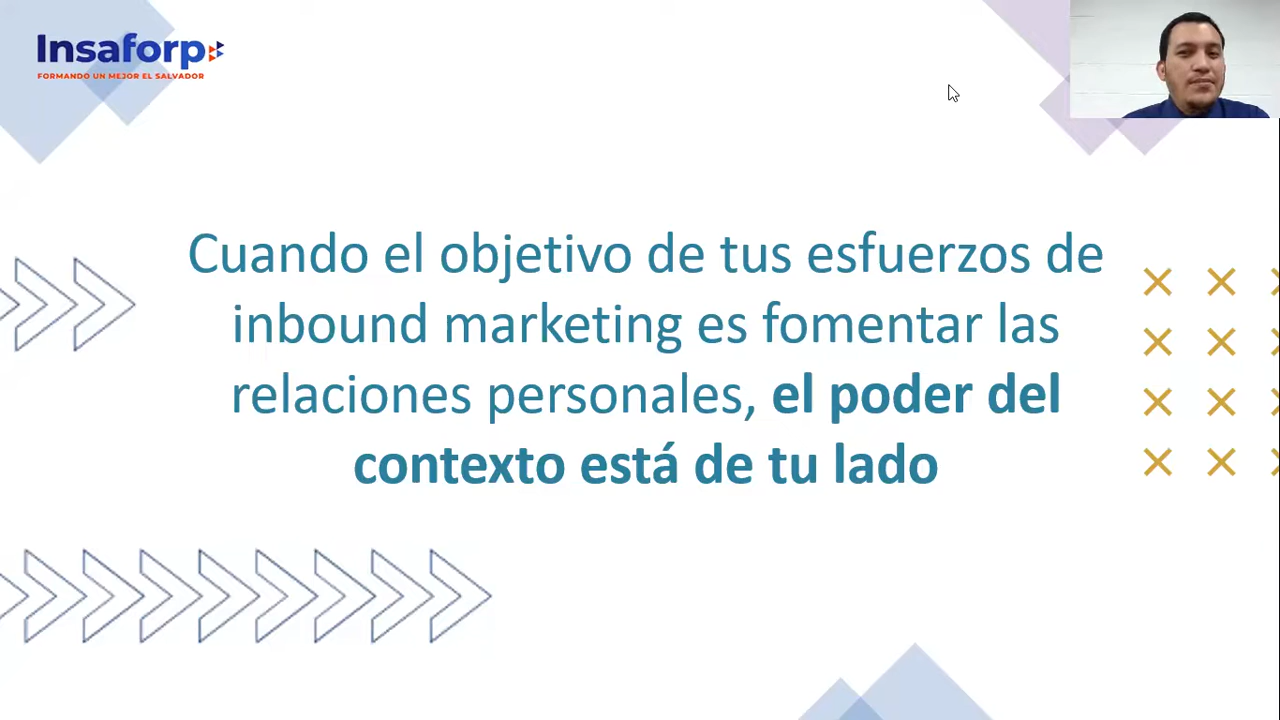 Insaforp
FORMANDO UN MEJOR EL SALVADOR
Cuando el objetivo de tus esfuerzos de
inbound marketing es fomentar las
relaciones personales, el poder del
contexto está de tu lado